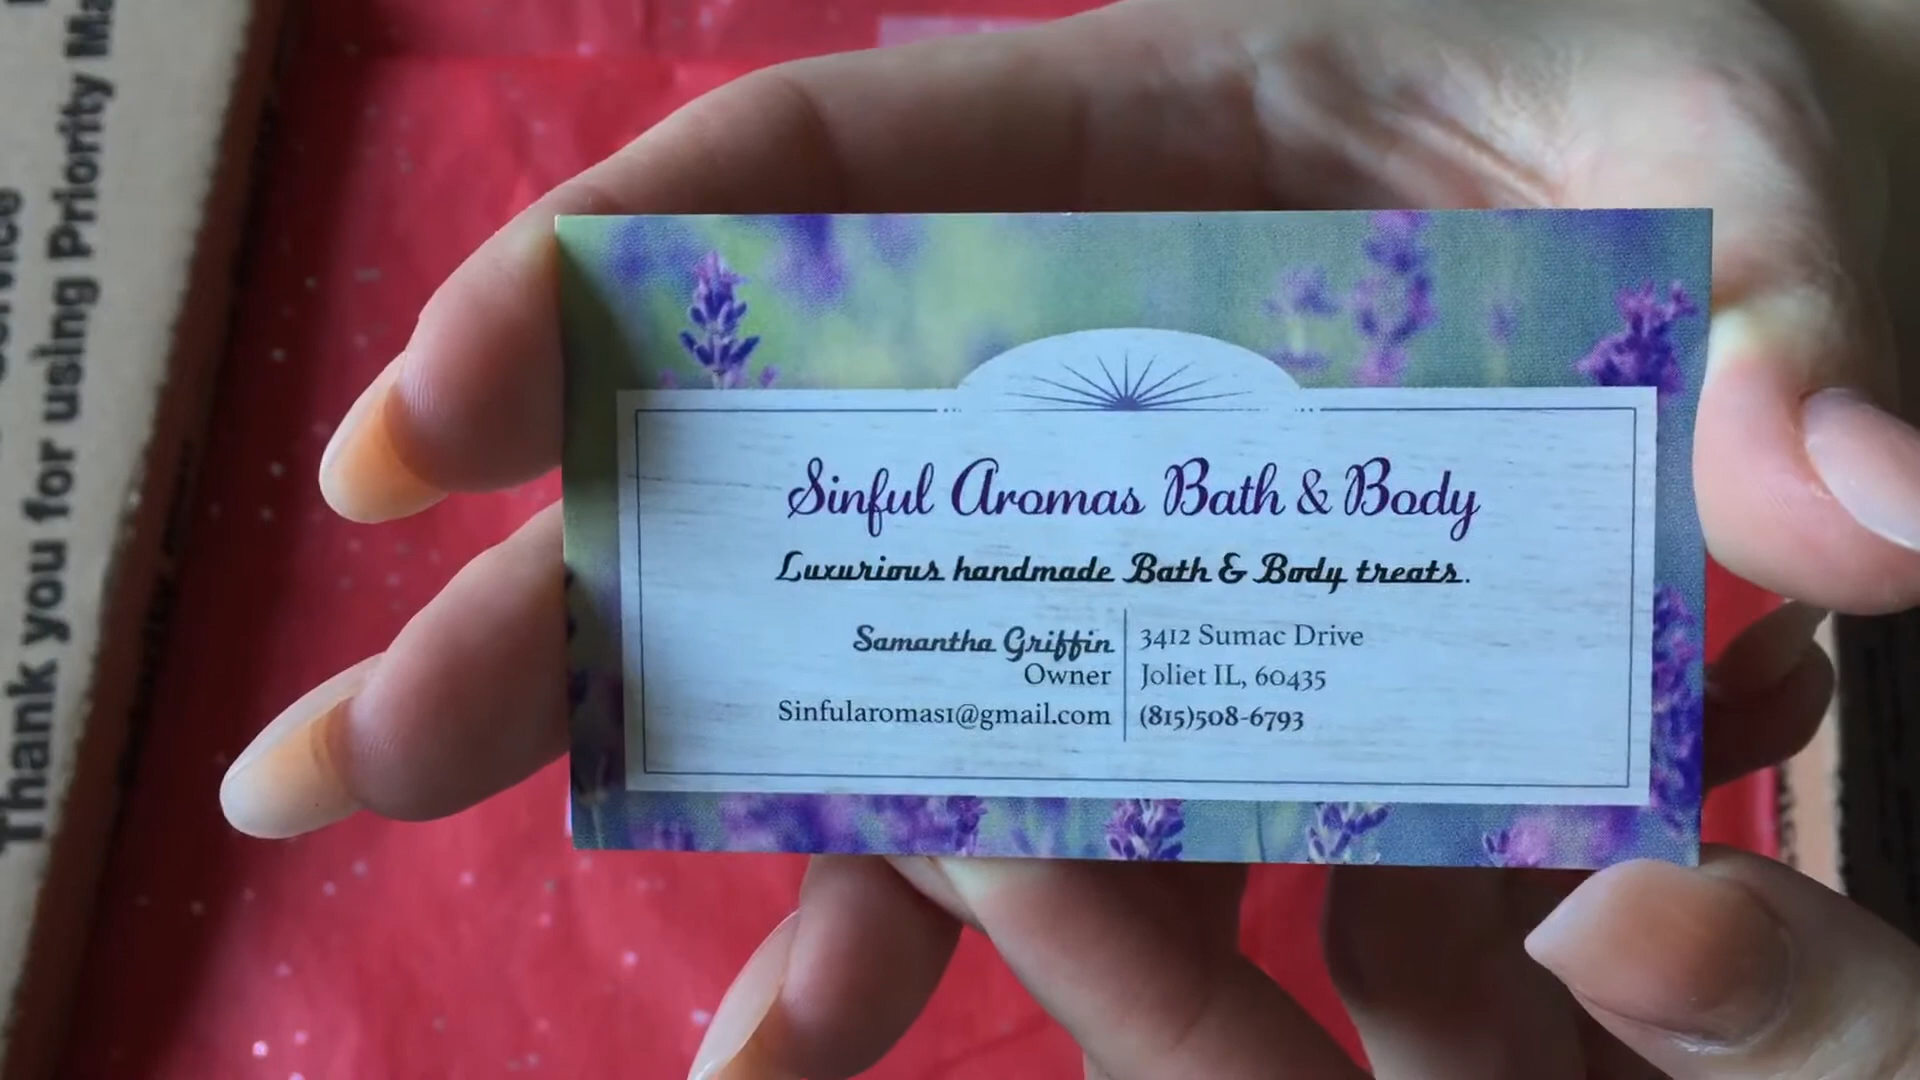 Thank you for using Priority
Sinful Aromas Bath & Body
Luxurious handmade Bath & Body treats.
Samantha Griffin
Owner
Sinfularomas1@gmail.com
3412 Sumac Drive
Joliet IL, 60435
(815)508-6793